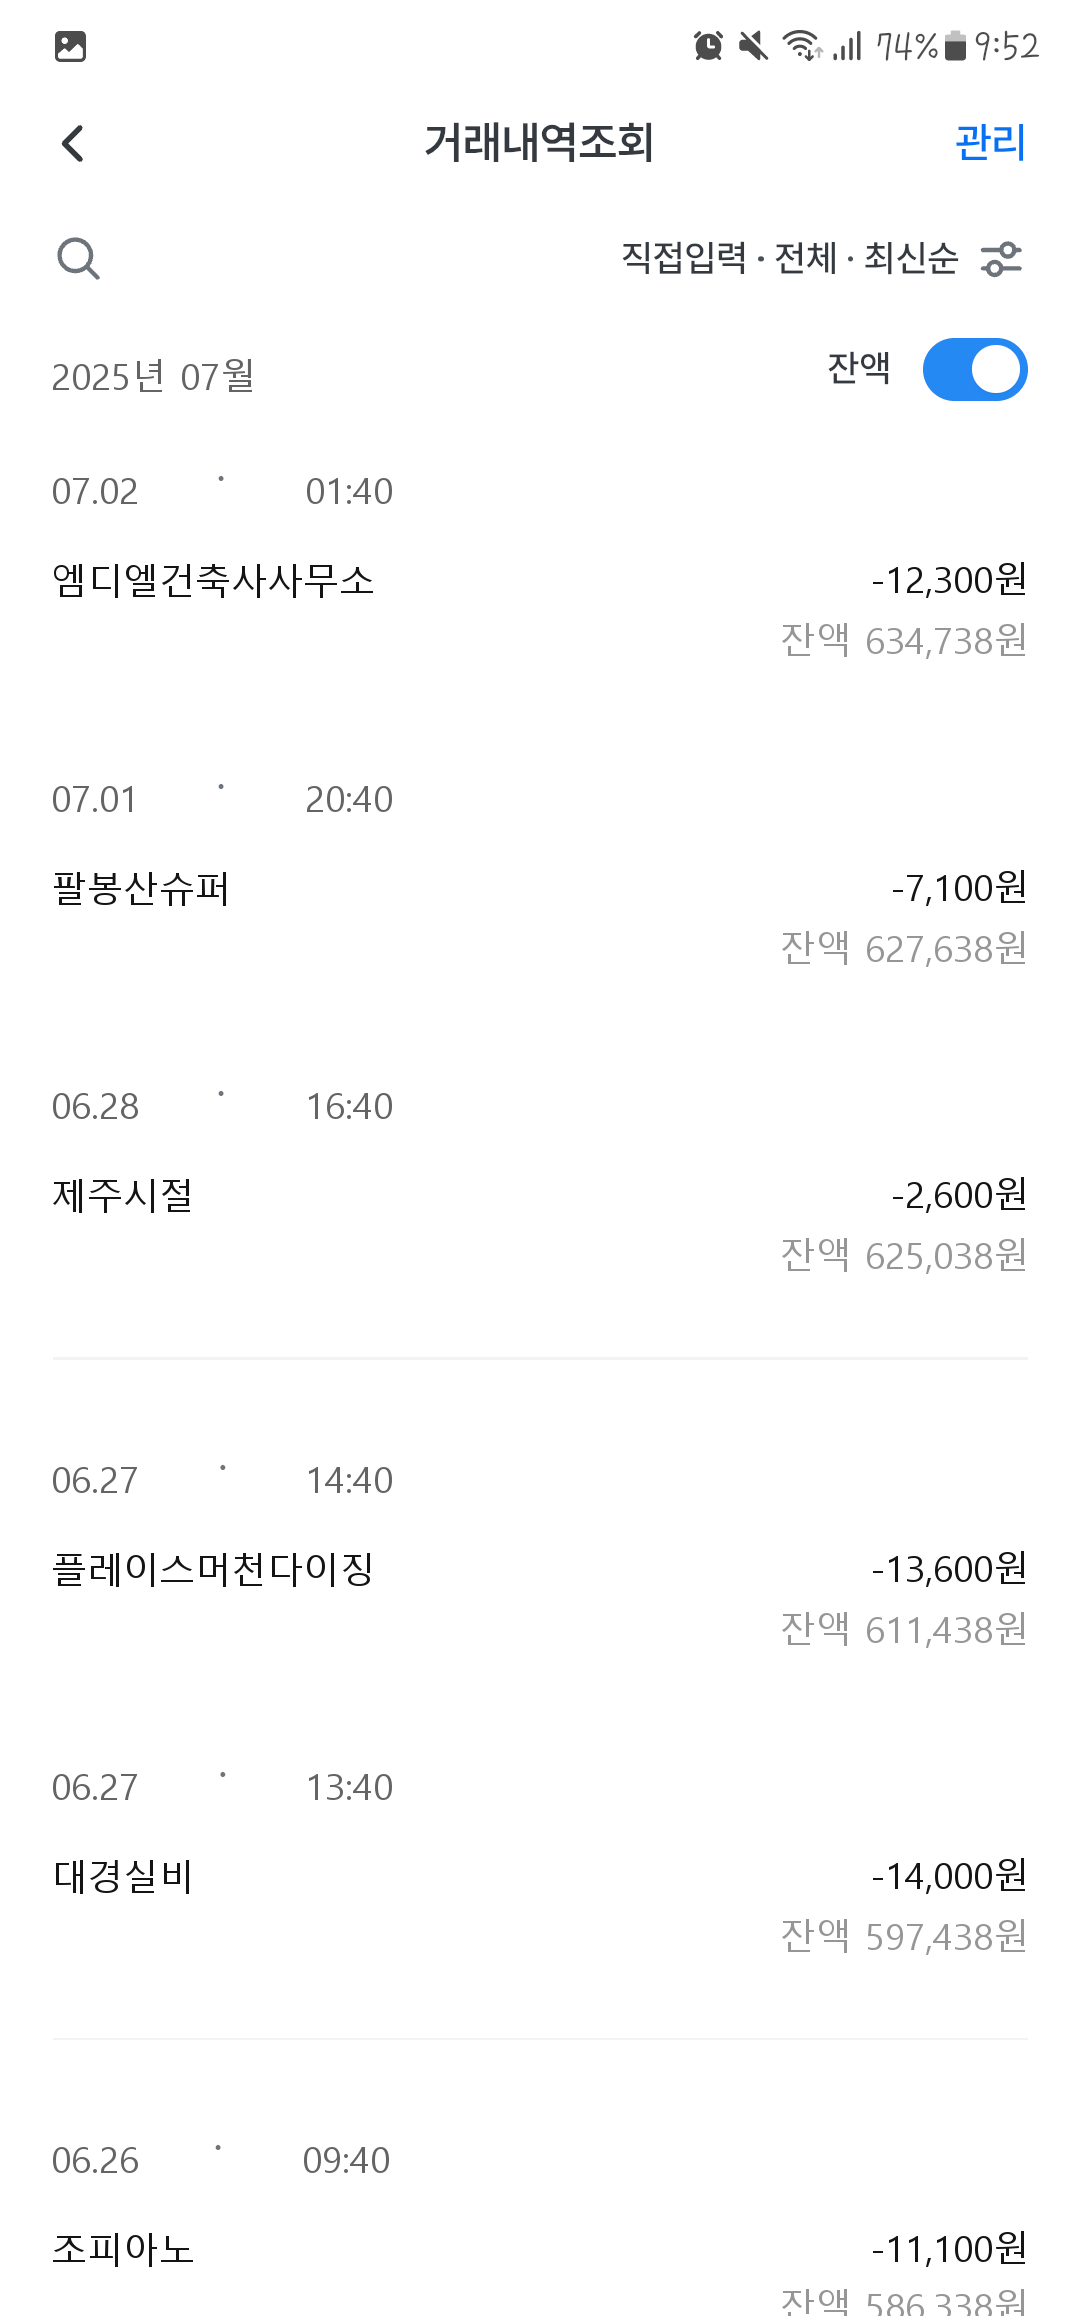 74% 9:52
거래내역조회 관리
직접입력 · 전체 · 최신순
2025년 07월 잔액
07.02 · 01:40
엠디엘건축사사무소 -12,300원
잔액 634,738원
07.01 · 20:40
팔봉산슈퍼 -7,100원
잔액 627,638원
06.28 · 16:40
제주시절 -2,600원
잔액 625,038원
06.27 · 14:40
플레이스머천다이징 -13,600원
잔액 611,438원
06.27 · 13:40
대경실비 -14,000원
잔액 597,438원
06.26 · 09:40
조피아노 -11,100원
잔액 586,338원